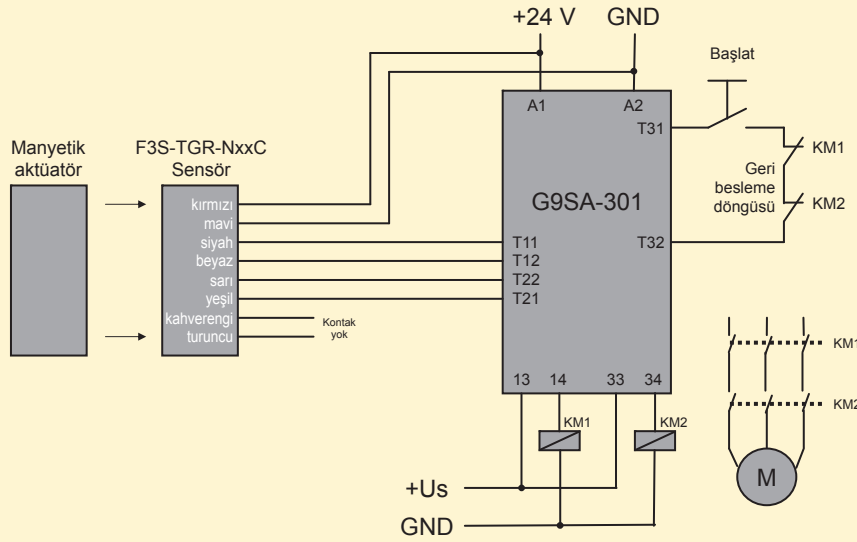 +24 V
GND
Başlat
A1
A2
T31
Manyetik
aktüatör
F3S-TGR-NxxC
Sensör
KM1
Geri
besleme
döngüsü
KM2
G9SA-301
kırmızı
mavi
siyah
beyaz
sarı
yeşil
kahverengi
turuncu
Kontak
yok
T11
T12
T22
T21
T32
13
14
33
34
KM1
KM2
+Us
GND
KM1
KM2
M